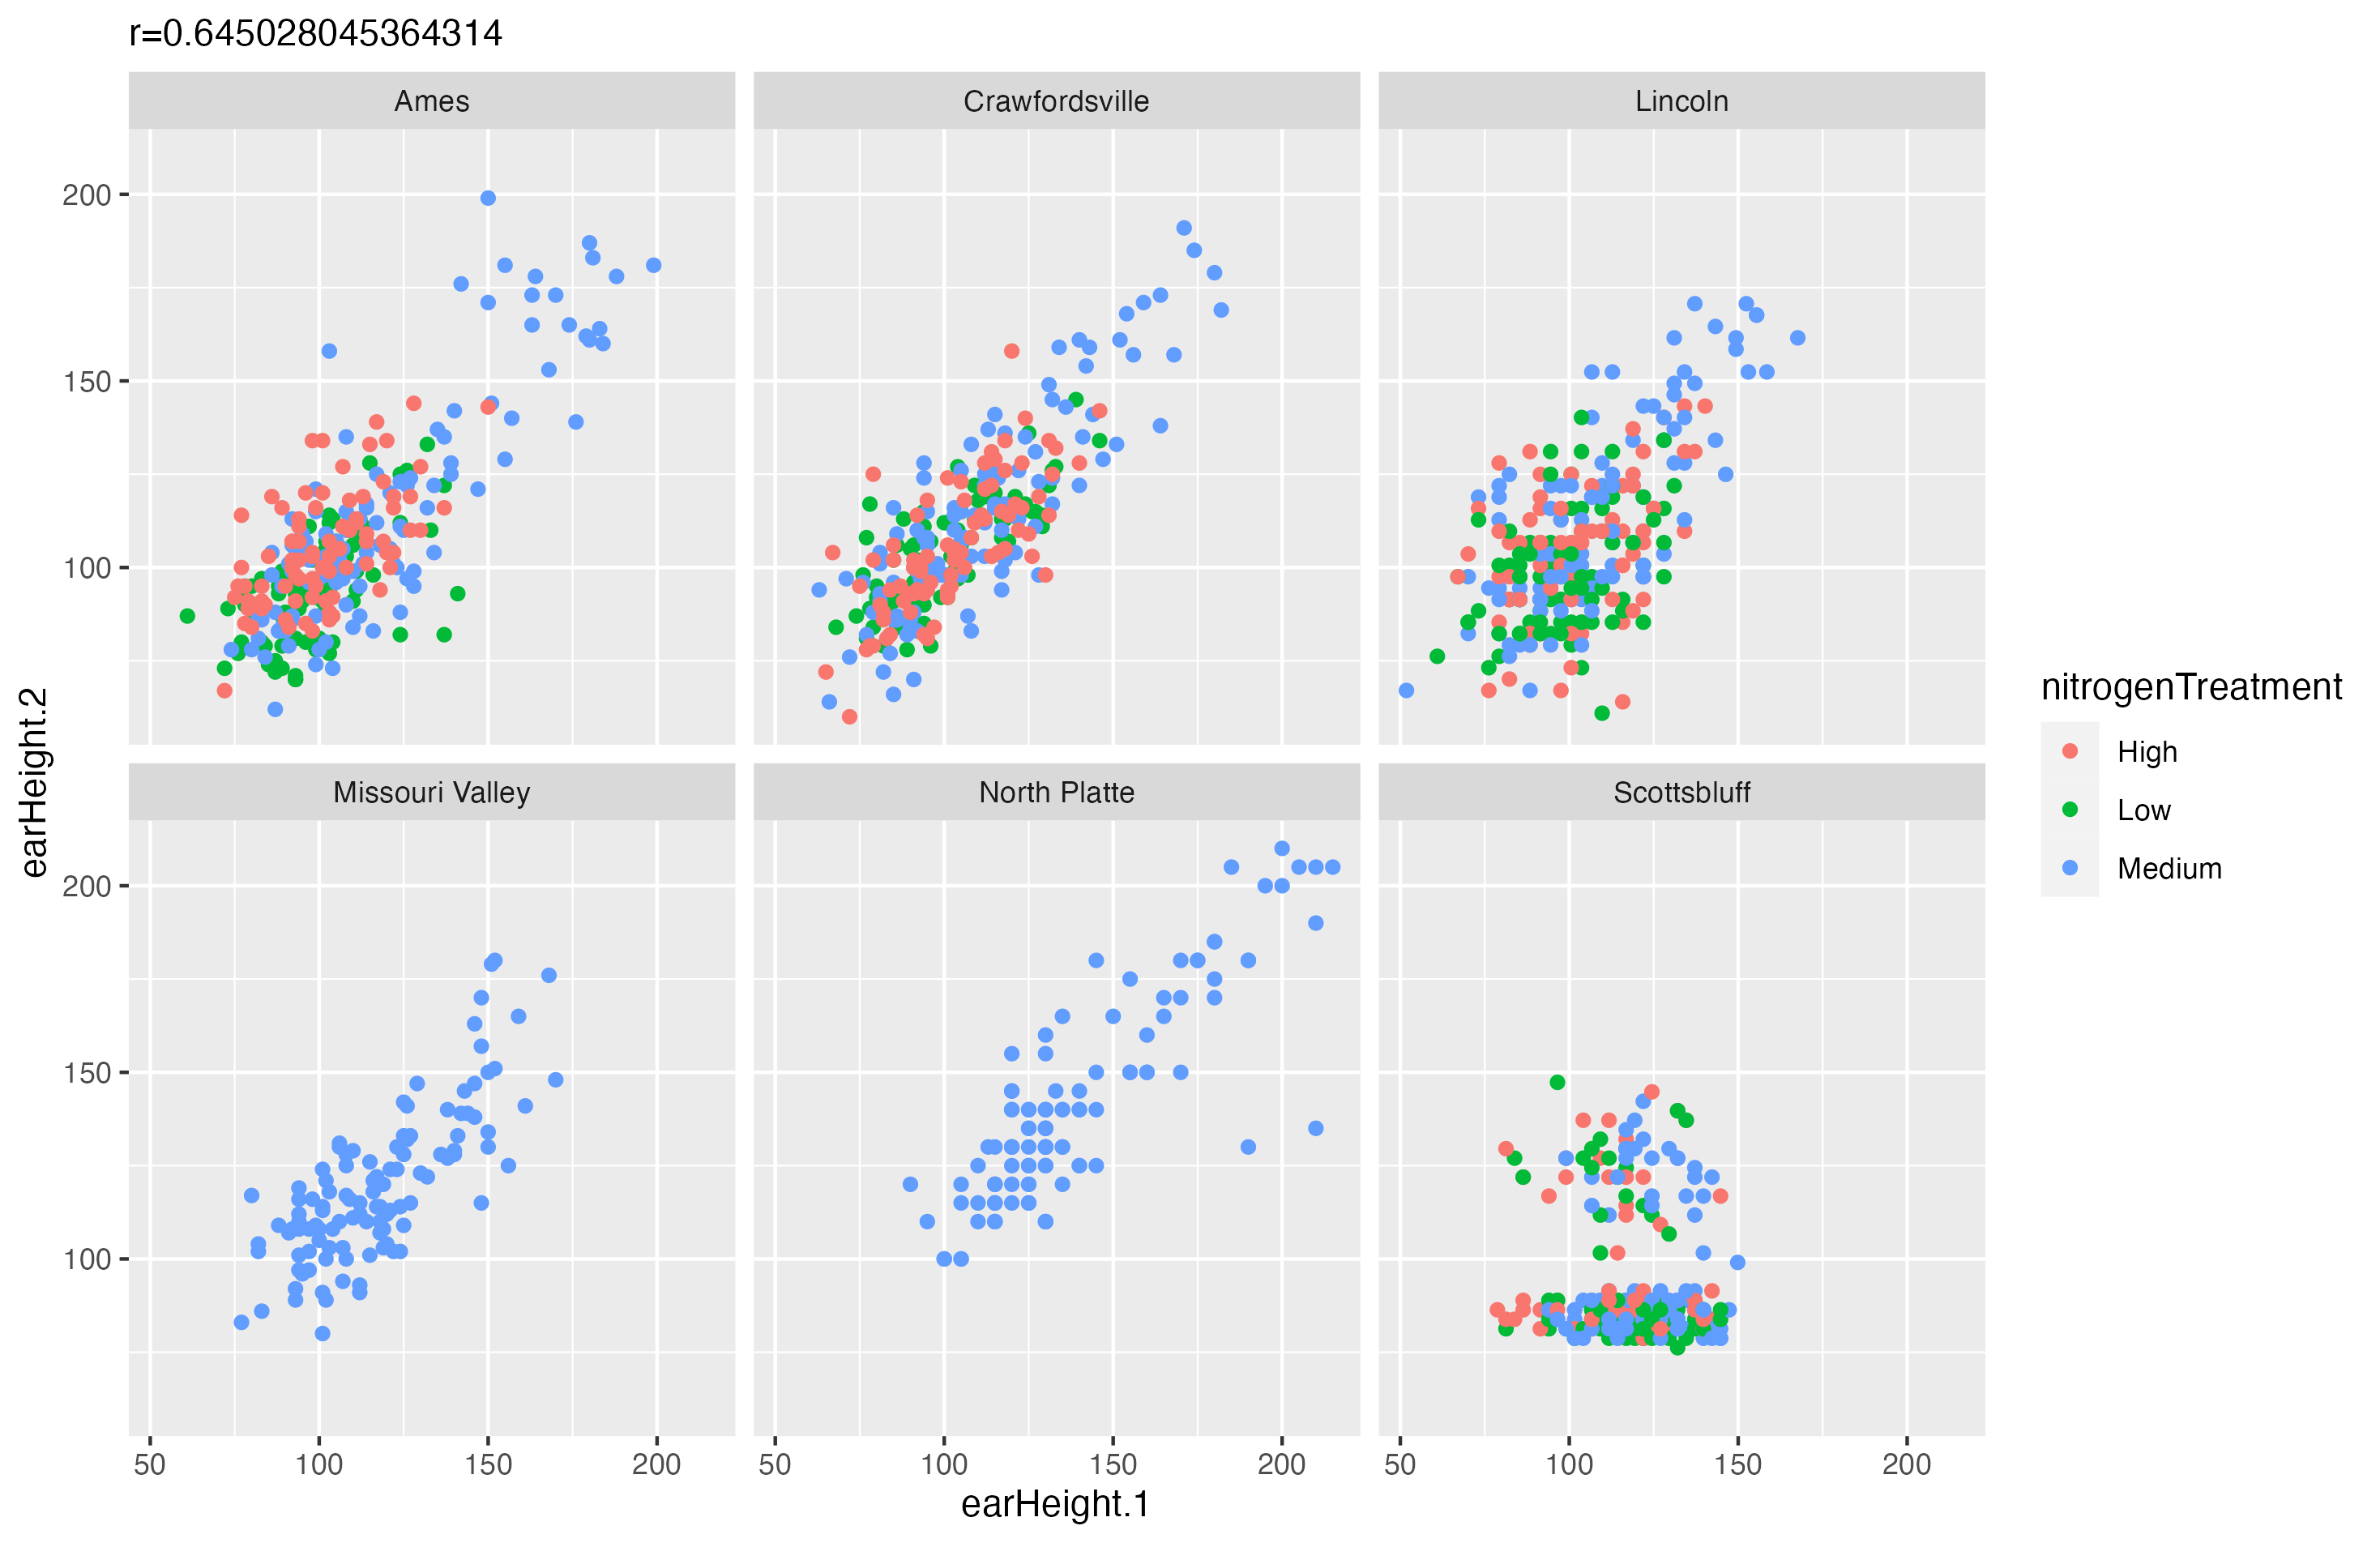 r=0.645028045364314
Ames
Crawfordsville
Lincoln
200
150
100
earHeight.2
Missouri Valley
North Platte
Scottsbluff
200
150
100
50 100 150 200
50 100 150 200
50 100 150 200
earHeight.1
nitrogenTreatment
High
Low
Medium